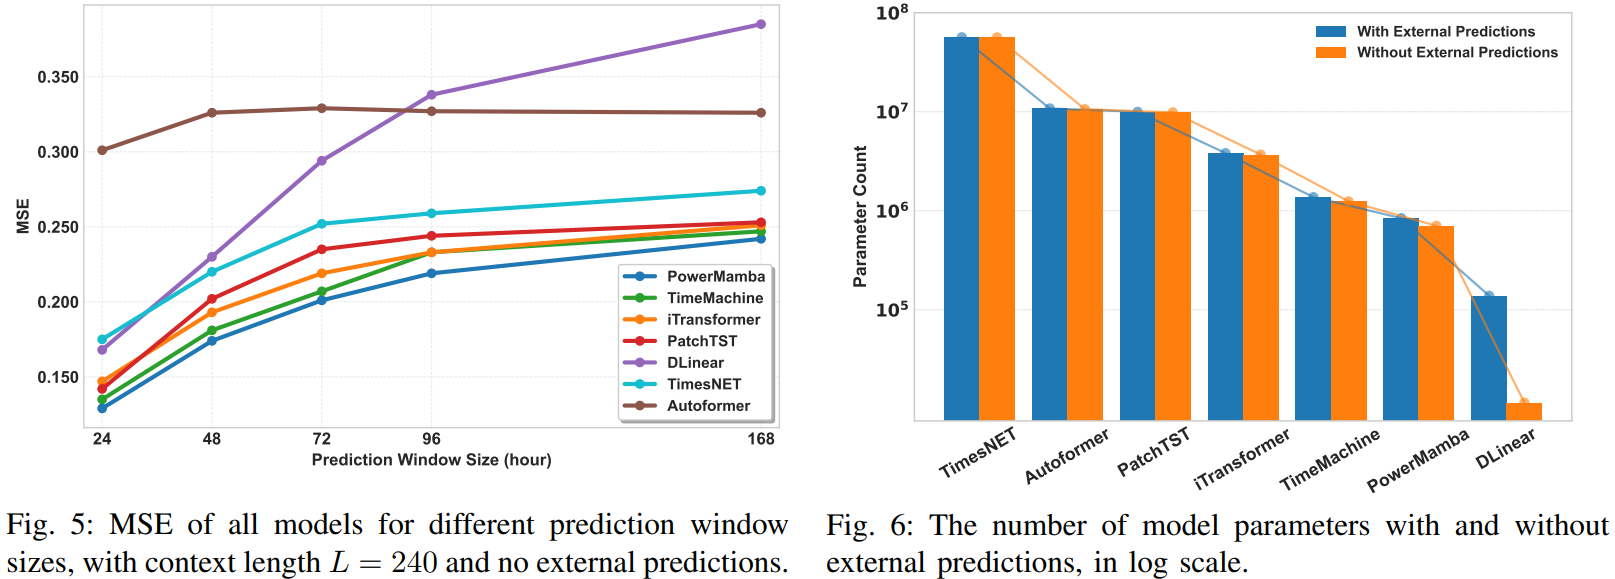 0.350
0.300
0.250
0.200
0.150
MSE
24 48 72 96 168
Prediction Window Size (hour)
PowerMamba
TimeMachine
iTransformer
PatchTST
DLinear
TimesNET
Autoformer
Fig. 5: MSE of all models for different prediction window
sizes, with context length L = 240 and no external predictions.
10⁸
10⁷
10⁶
10⁵
Parameter Count
With External Predictions
Without External Predictions
TimesNET
Autoformer
PatchTST
iTransformer
TimeMachine
PowerMamba
DLinear
Fig. 6: The number of model parameters with and without
external predictions, in log scale.